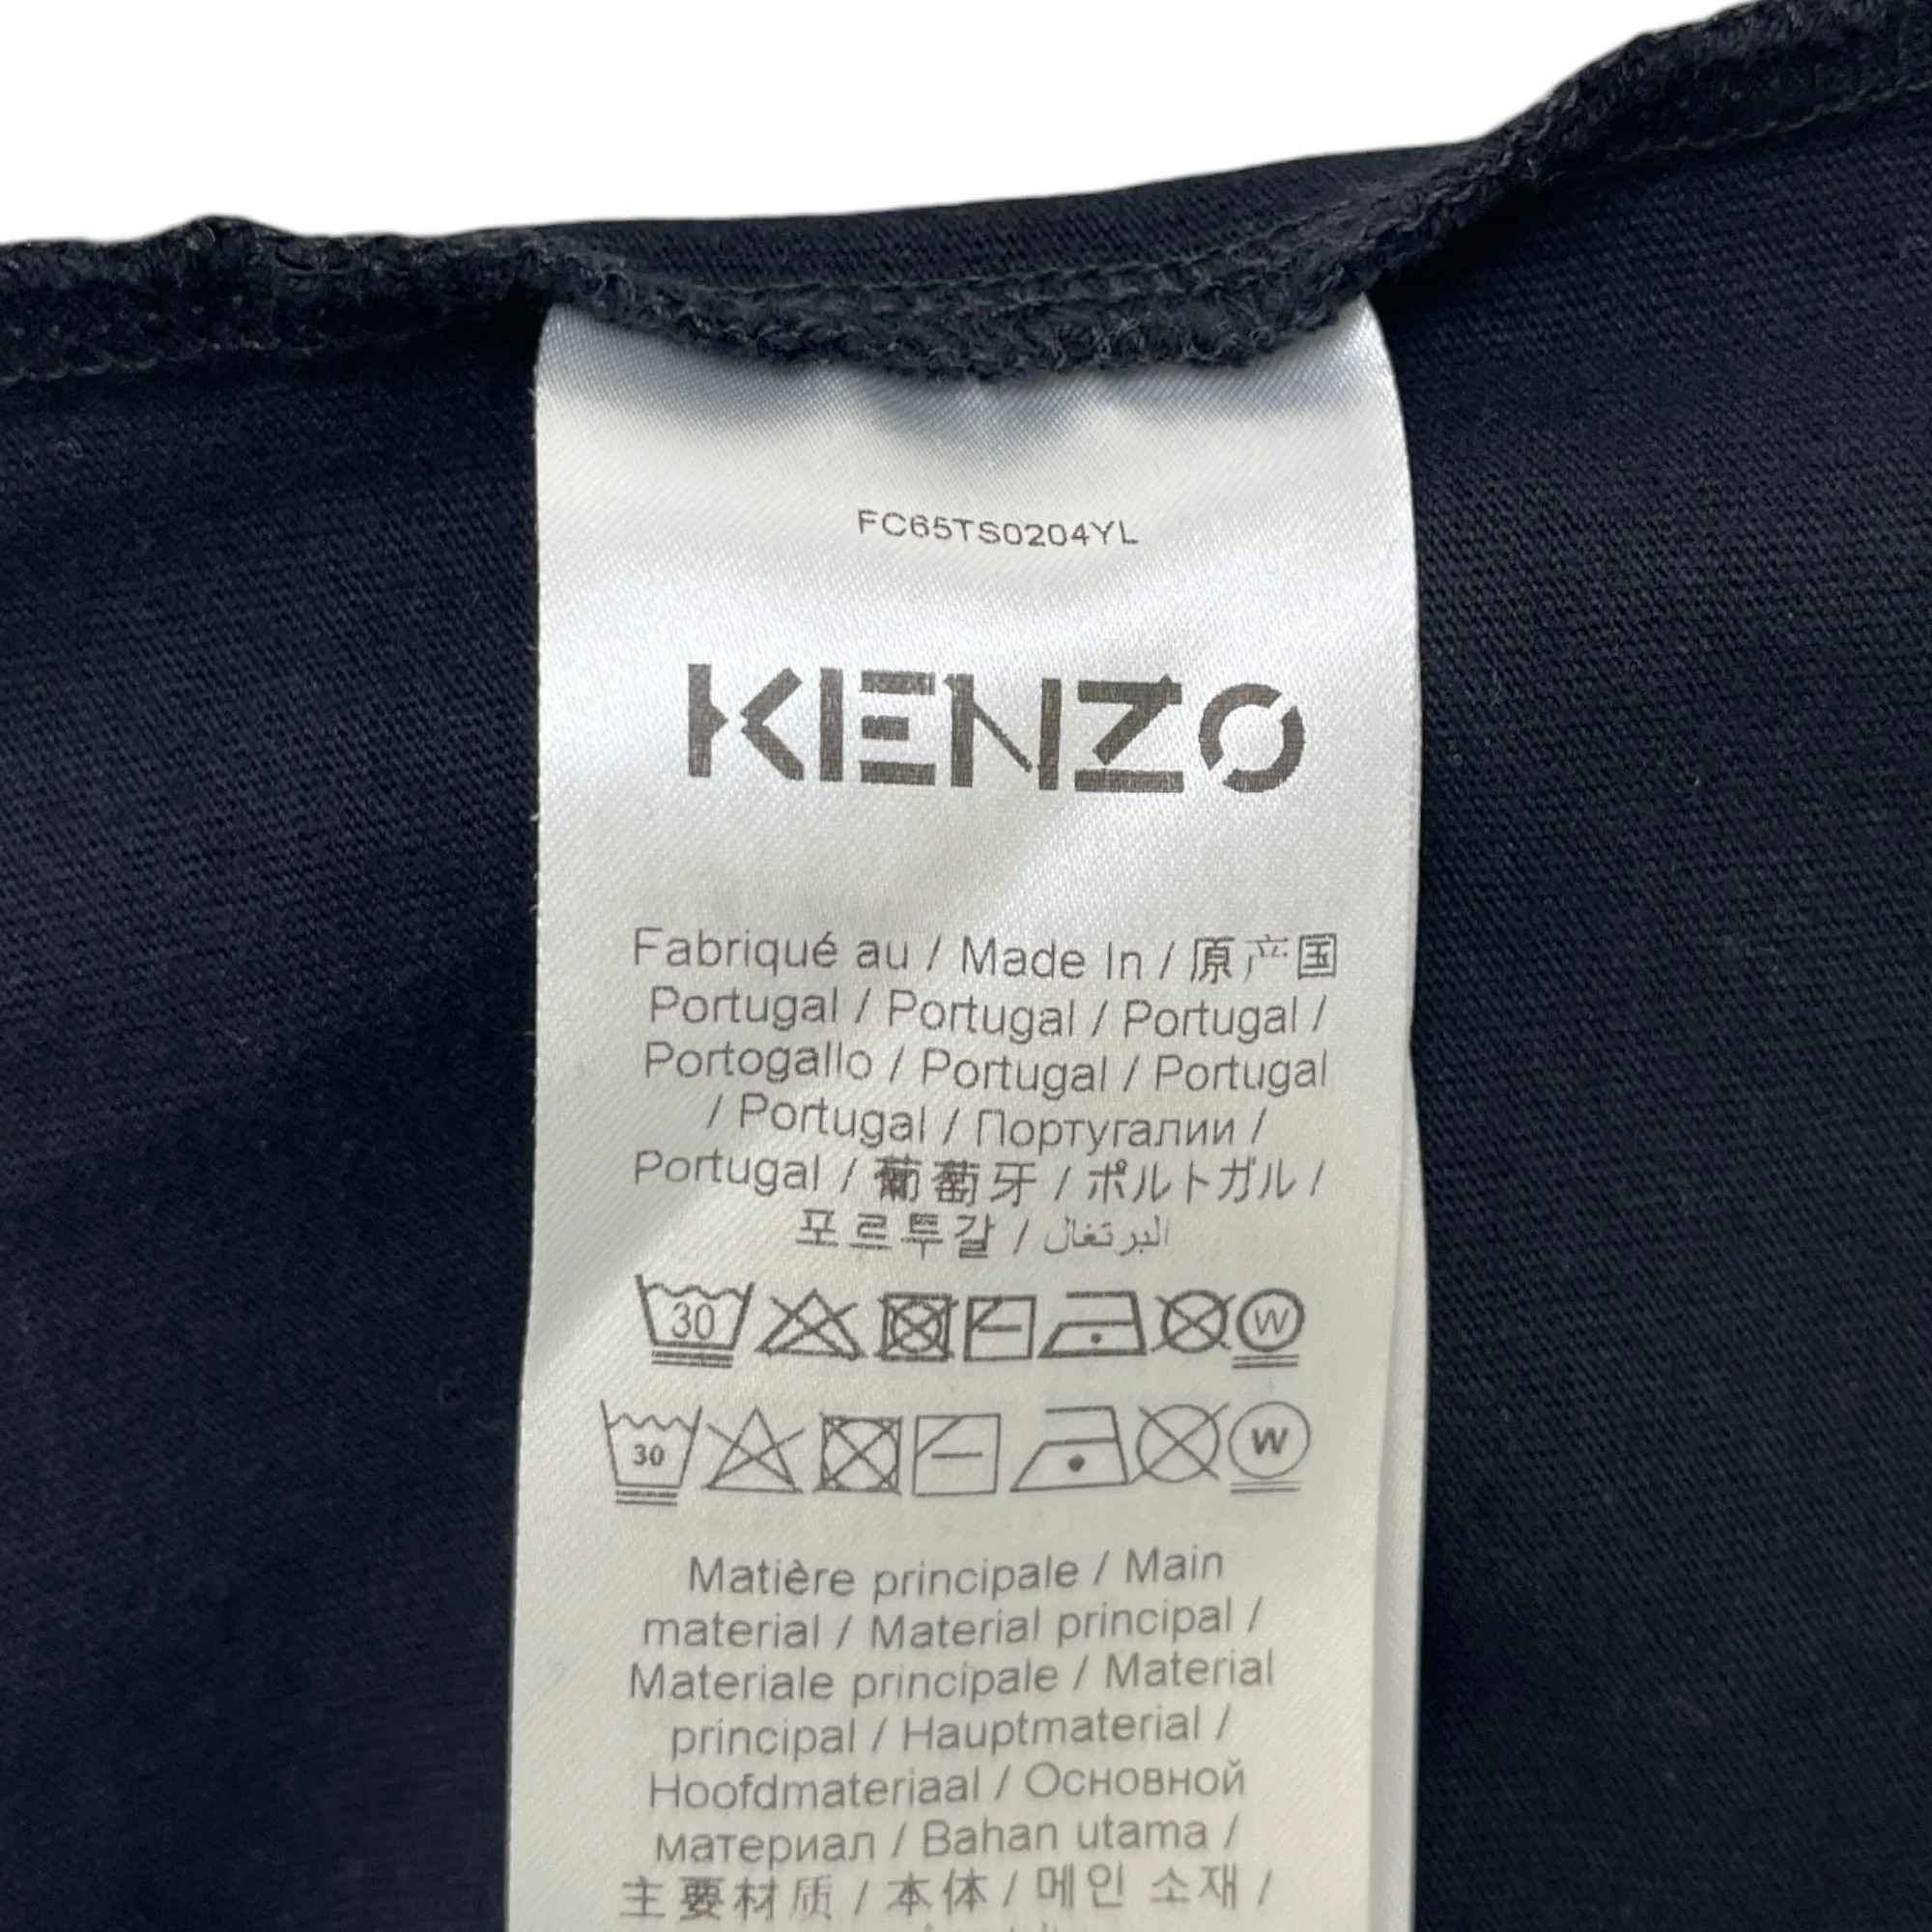 FC65TS0204YL
KENZO
Fabriqué au / Made In / 原产国
Portugal / Portugal / Portugal /
Portogallo / Portugal / Portugal
/ Portugal / Португалии /
Portugal / 葡萄牙 / ポルトガル /
포르투갈 / البرتغال
30 W
30 W
Matière principale / Main
material / Material principal /
Materiale principale / Material
principal / Hauptmaterial /
Hoofdmateriaal / Основной
материал / Bahan utama /
主要材质 / 本体 / 메인 소재 /